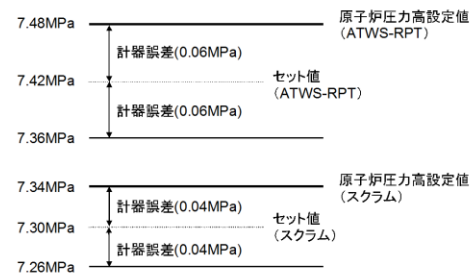 7.48MPa
原子炉圧力高設定値
(ATWS-RPT)
計器誤差(0.06MPa)
7.42MPa
セット値
(ATWS-RPT)
計器誤差(0.06MPa)
7.36MPa
7.34MPa
原子炉圧力高設定値
(スクラム)
計器誤差(0.04MPa)
7.30MPa
セット値
(スクラム)
計器誤差(0.04MPa)
7.26MPa